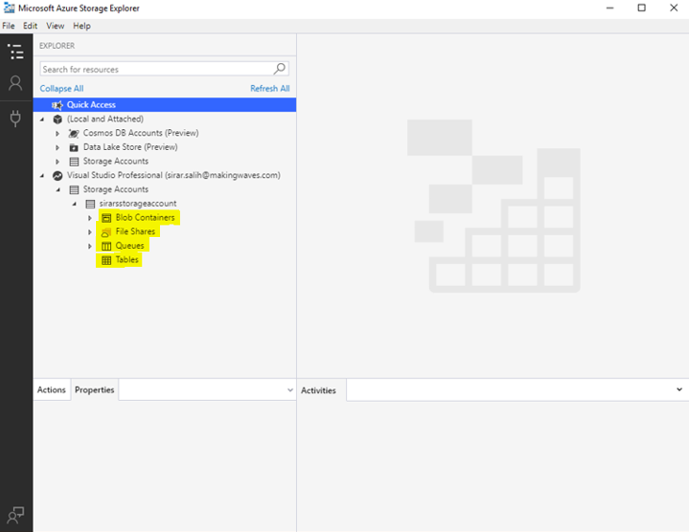 Microsoft Azure Storage Explorer
File Edit View Help
EXPLORER
Search for resources
Collapse All Refresh All
Quick Access
(Local and Attached)
Cosmos DB Accounts (Preview)
Data Lake Store (Preview)
Storage Accounts
Visual Studio Professional (sirar.salih@makingwaves.com)
Storage Accounts
sirarsstorageaccount
Blob Containers
File Shares
Queues
Tables
Actions Properties
Activities